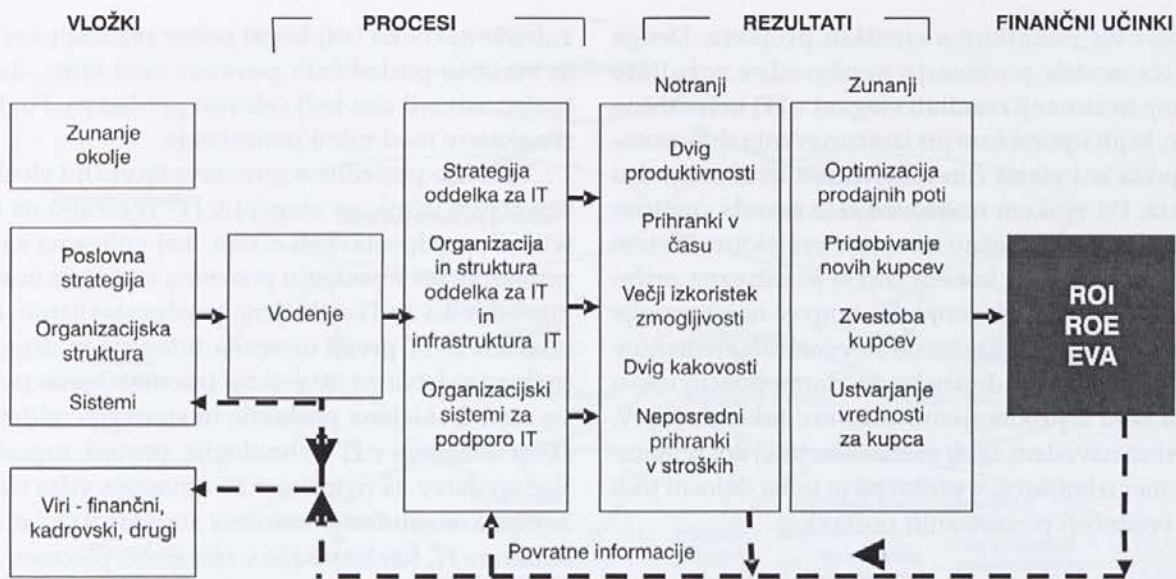 VLOŽKI
PROCESI
REZULTATI
FINANČNI UČINKI
Notranji
Zunanji
Zunanje
okolje
Poslovna
strategija
Organizacijska
struktura
Sistemi
Viri - finančni,
kadrovski, drugi
Vodenje
Strategija
oddelka za IT
Organizacija
in struktura
oddelka za IT
in
infrastruktura IT
Organizacijski
sistemi za
podporo IT
Dvig
produktivnosti
Prihranki v
času
Večji izkoristek
zmogljivosti
Dvig kakovosti
Neposredni
prihranki
v stroških
Optimizacija
prodajnih poti
Pridobivanje
novih kupcev
Zvestoba
kupcev
Ustvarjanje
vrednosti
za kupca
ROI
ROE
EVA
Povratne informacije